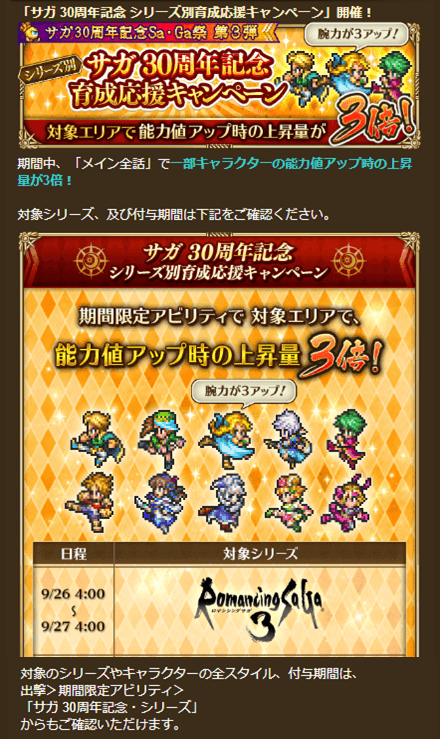 「サガ 30周年記念 シリーズ別育成応援キャンペーン」開催！
サガ30周年記念Sa・Ga祭 第3弾
腕力が3アップ！
シリーズ別
サガ 30周年記念
育成応援キャンペーン
対象エリアで 能力値アップ時の上昇量が 3倍！
期間中、「メイン全話」で一部キャラクターの能力値アップ時の上昇
量が3倍！
対象シリーズ、及び付与期間は下記をご確認ください。
サガ 30周年記念
シリーズ別育成応援キャンペーン
期間限定アビリティで 対象エリアで、
能力値アップ時の上昇量 3倍！
腕力が3アップ！
日程 対象シリーズ
9/26 4:00
～
9/27 4:00
Romancing SaGa
ロマンシング サガ
3
対象のシリーズやキャラクターの全スタイル、付与期間は、
出撃＞期間限定アビリティ＞
「サガ 30周年記念・シリーズ」
からもご確認いただけます。